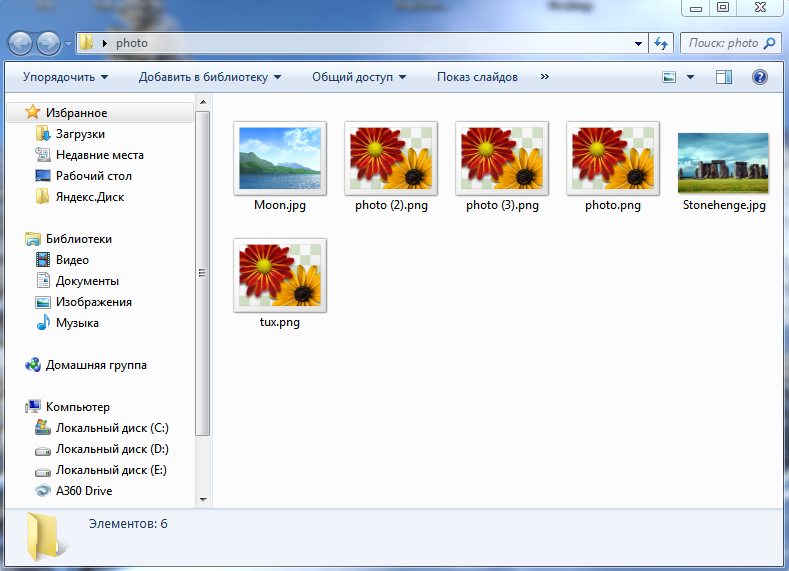 photo
Поиск: photo
Упорядочить
Добавить в библиотеку
Общий доступ
Показ слайдов
»
Избранное
Загрузки
Недавние места
Рабочий стол
Яндекс.Диск
Библиотеки
Видео
Документы
Изображения
Музыка
Домашняя группа
Компьютер
Локальный диск (C:)
Локальный диск (D:)
Локальный диск (E:)
A360 Drive
Moon.jpg
photo (2).png
photo (3).png
photo.png
Stonehenge.jpg
tux.png
Элементов: 6